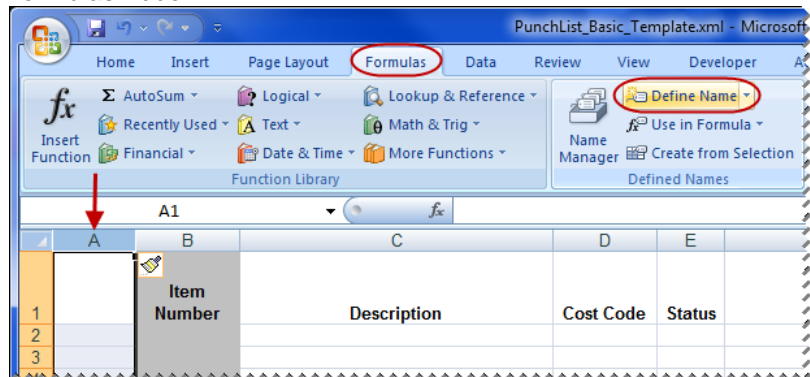 PunchList_Basic_Template.xml - Microsoft
Home Insert Page Layout Formulas Data Review View Developer
fx Σ AutoSum Logical Lookup & Reference Define Name
Recently Used Text Math & Trig Use in Formula
Insert Function Financial Date & Time More Functions Name Manager Create from Selection
Function Library Defined Names
A1 fx
A B C D E
1 Item Number Description Cost Code Status
2
3